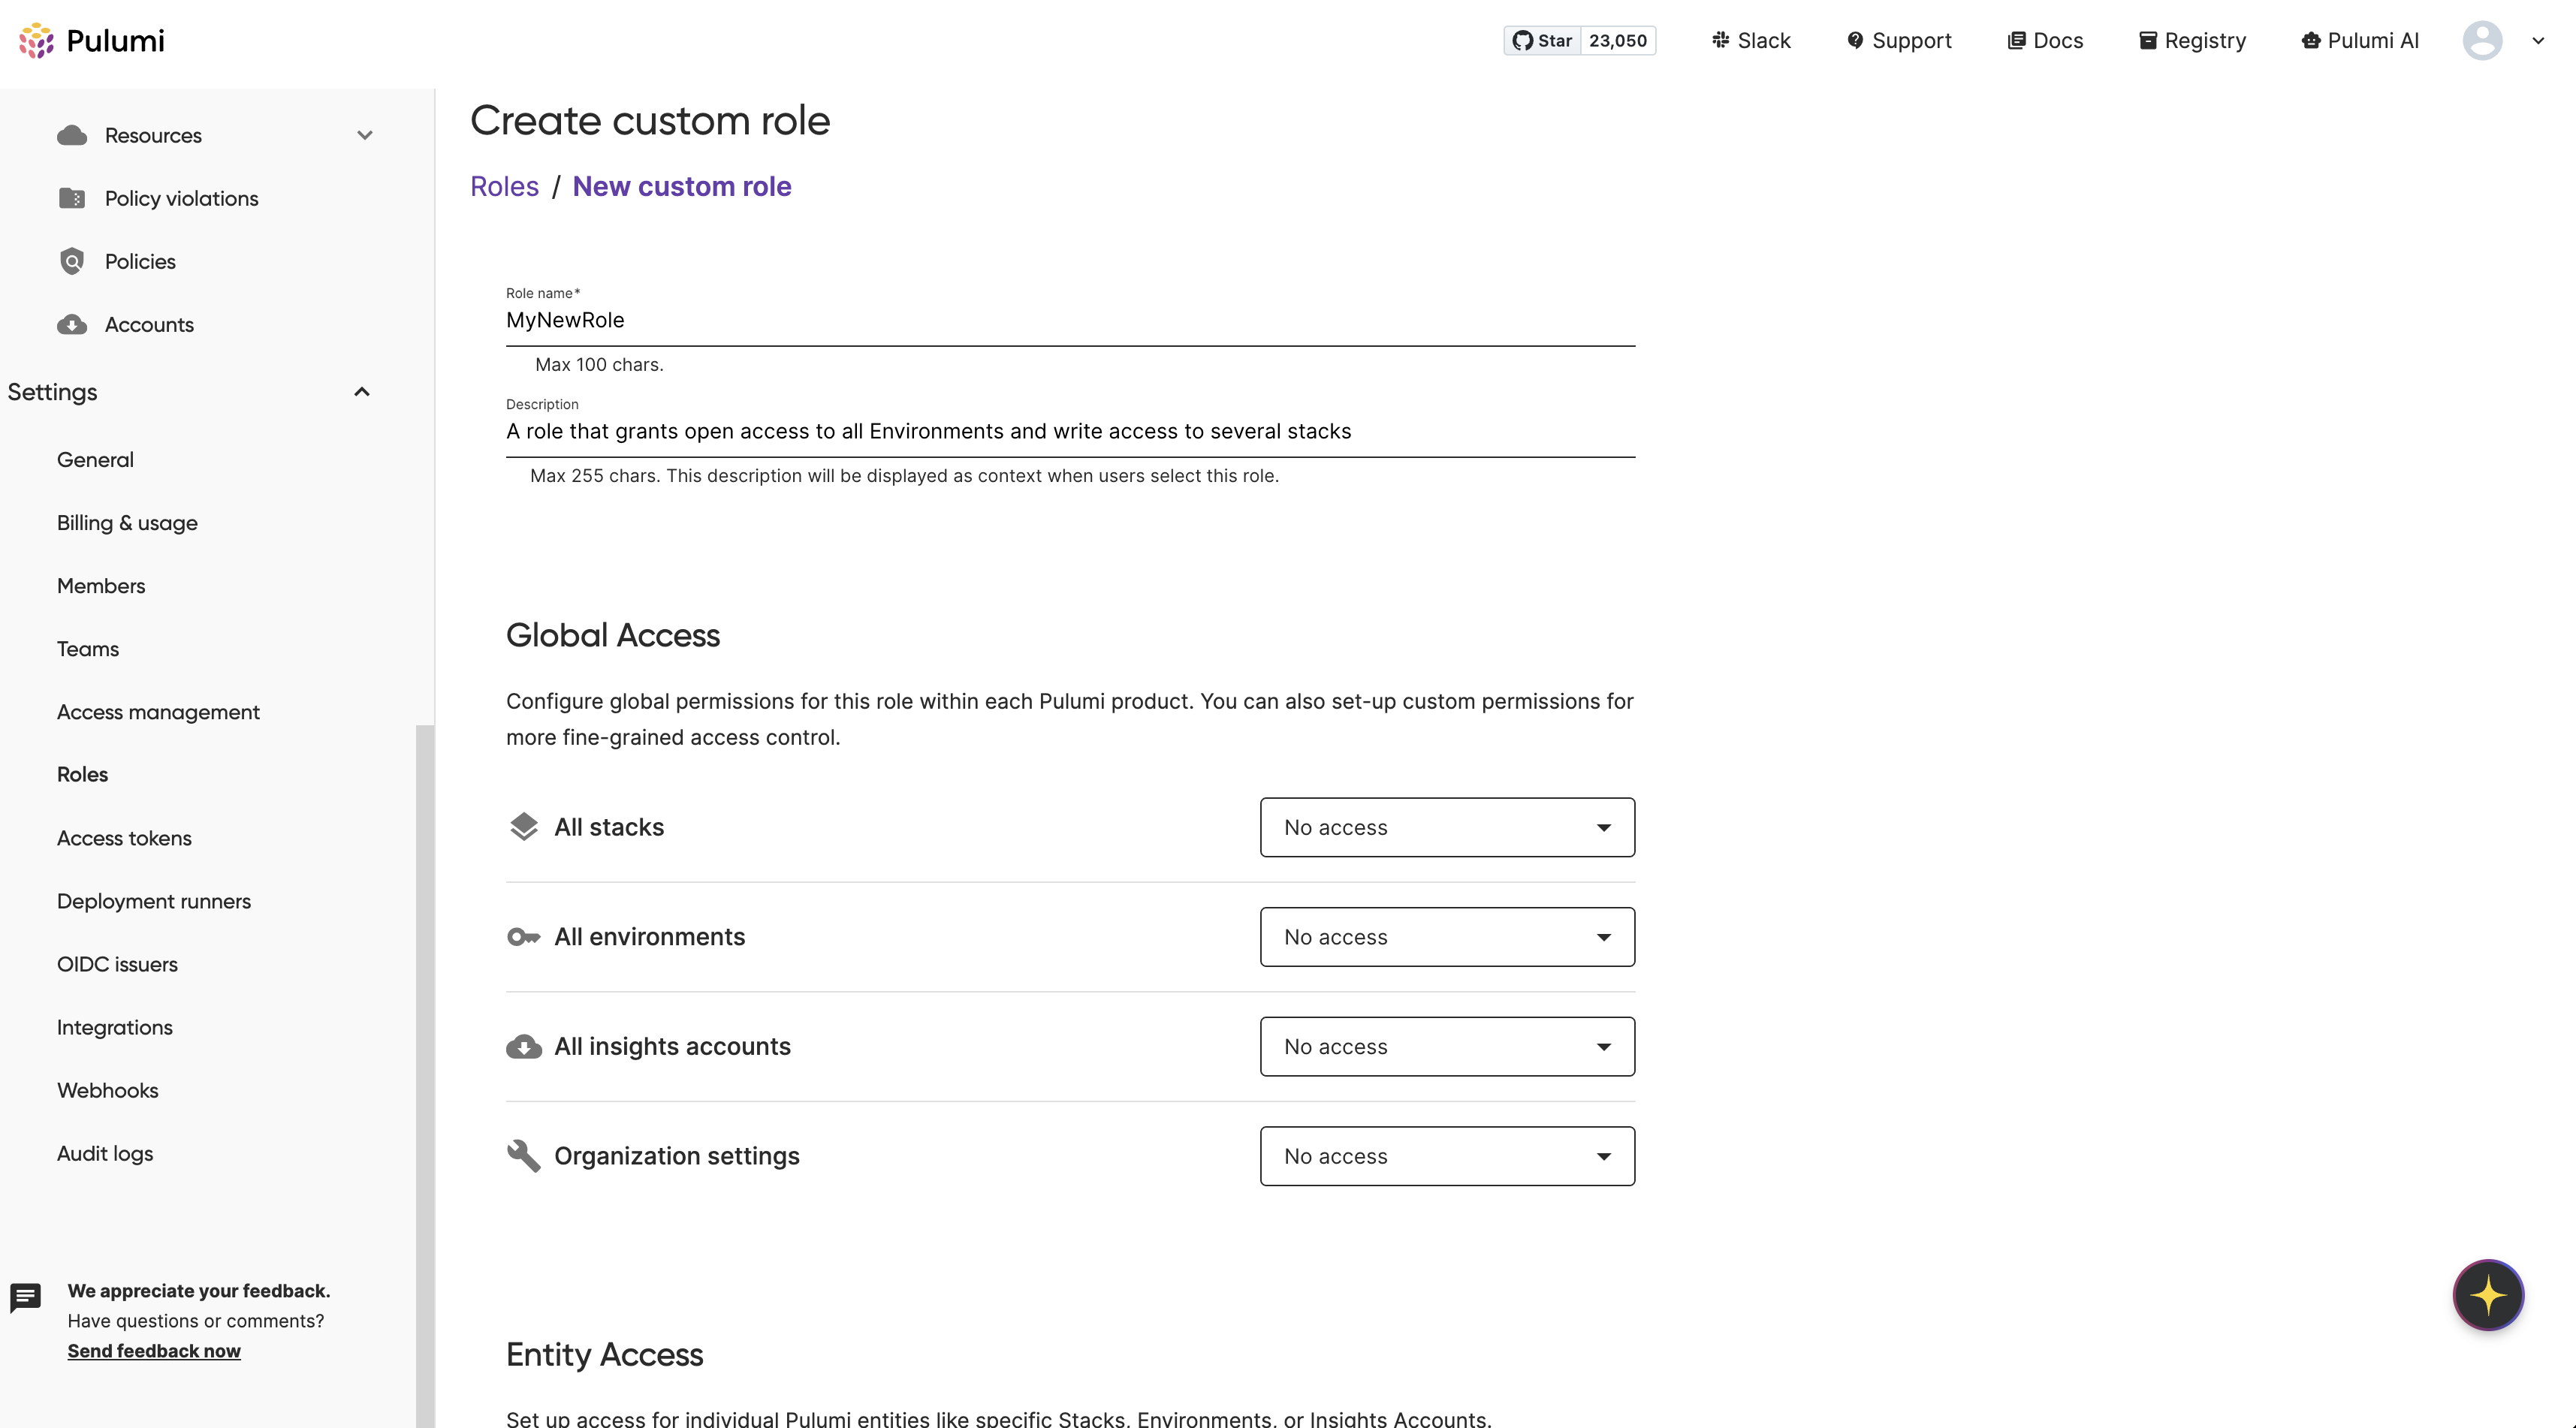 Pulumi
Star 23,050
Slack
Support
Docs
Registry
Pulumi AI
Resources
Policy violations
Policies
Accounts
Settings
General
Billing & usage
Members
Teams
Access management
Roles
Access tokens
Deployment runners
OIDC issuers
Integrations
Webhooks
Audit logs
We appreciate your feedback.
Have questions or comments?
Send feedback now
Create custom role
Roles / New custom role
Role name*
MyNewRole
Max 100 chars.
Description
A role that grants open access to all Environments and write access to several stacks
Max 255 chars. This description will be displayed as context when users select this role.
Global Access
Configure global permissions for this role within each Pulumi product. You can also set-up custom permissions for
more fine-grained access control.
All stacks
No access
All environments
No access
All insights accounts
No access
Organization settings
No access
Entity Access
Set up access for individual Pulumi entities like specific Stacks, Environments, or Insights Accounts.